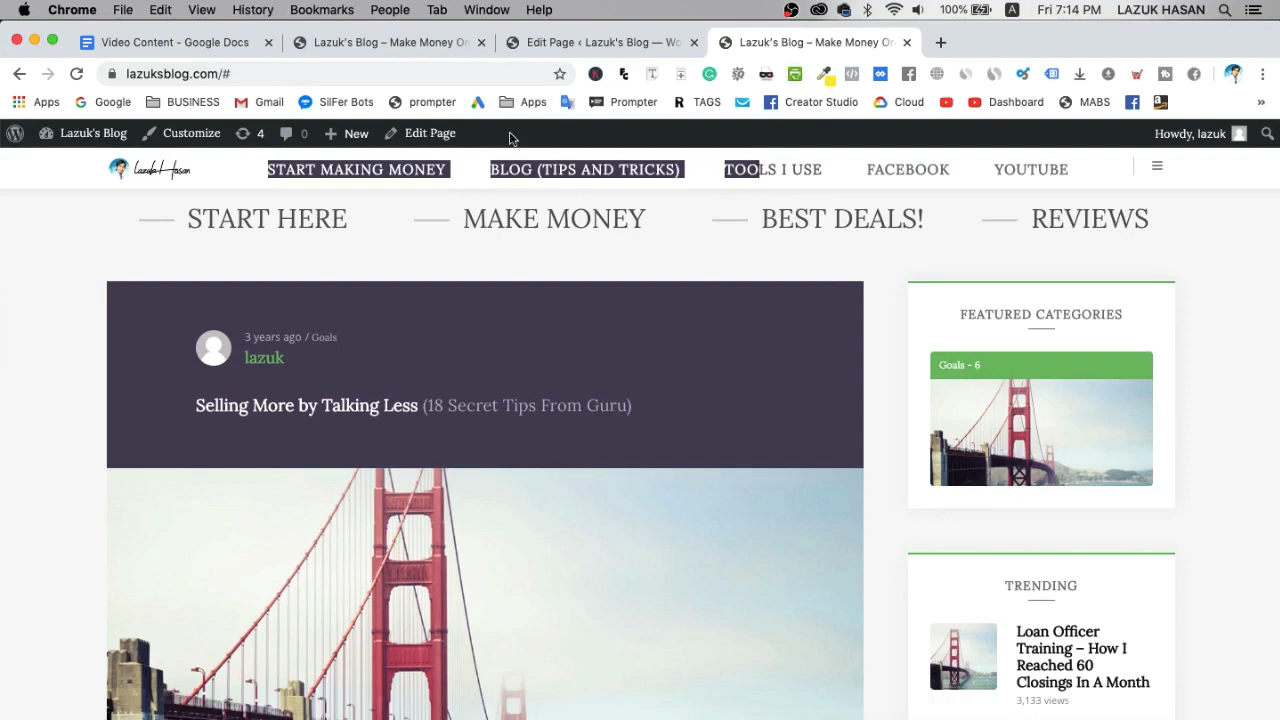 Chrome File Edit View History Bookmarks People Tab Window Help 100% A Fri 7:14 PM LAZUK HASAN
Video Content - Google Docs Lazuk's Blog – Make Money On Edit Page ‹ Lazuk's Blog — Wo Lazuk's Blog – Make Money On
lazuksblog.com/#
Apps Google BUSINESS Gmail SilFer Bots prompter Apps Prompter R TAGS Creator Studio Cloud Dashboard MABS »
Lazuk's Blog Customize 4 0 New Edit Page Howdy, lazuk
Lazuk Hasan START MAKING MONEY BLOG (TIPS AND TRICKS) TOOLS I USE FACEBOOK YOUTUBE
START HERE MAKE MONEY BEST DEALS! REVIEWS
3 years ago / Goals
lazuk
Selling More by Talking Less (18 Secret Tips From Guru)
FEATURED CATEGORIES
Goals - 6
TRENDING
Loan Officer
Training – How I
Reached 60
Closings In A Month
3,133 views